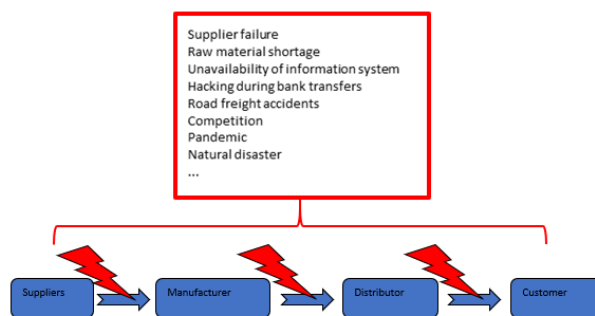 Supplier failure
Raw material shortage
Unavailability of information system
Hacking during bank transfers
Road freight accidents
Competition
Pandemic
Natural disaster
...
Suppliers
Manufacturer
Distributor
Customer